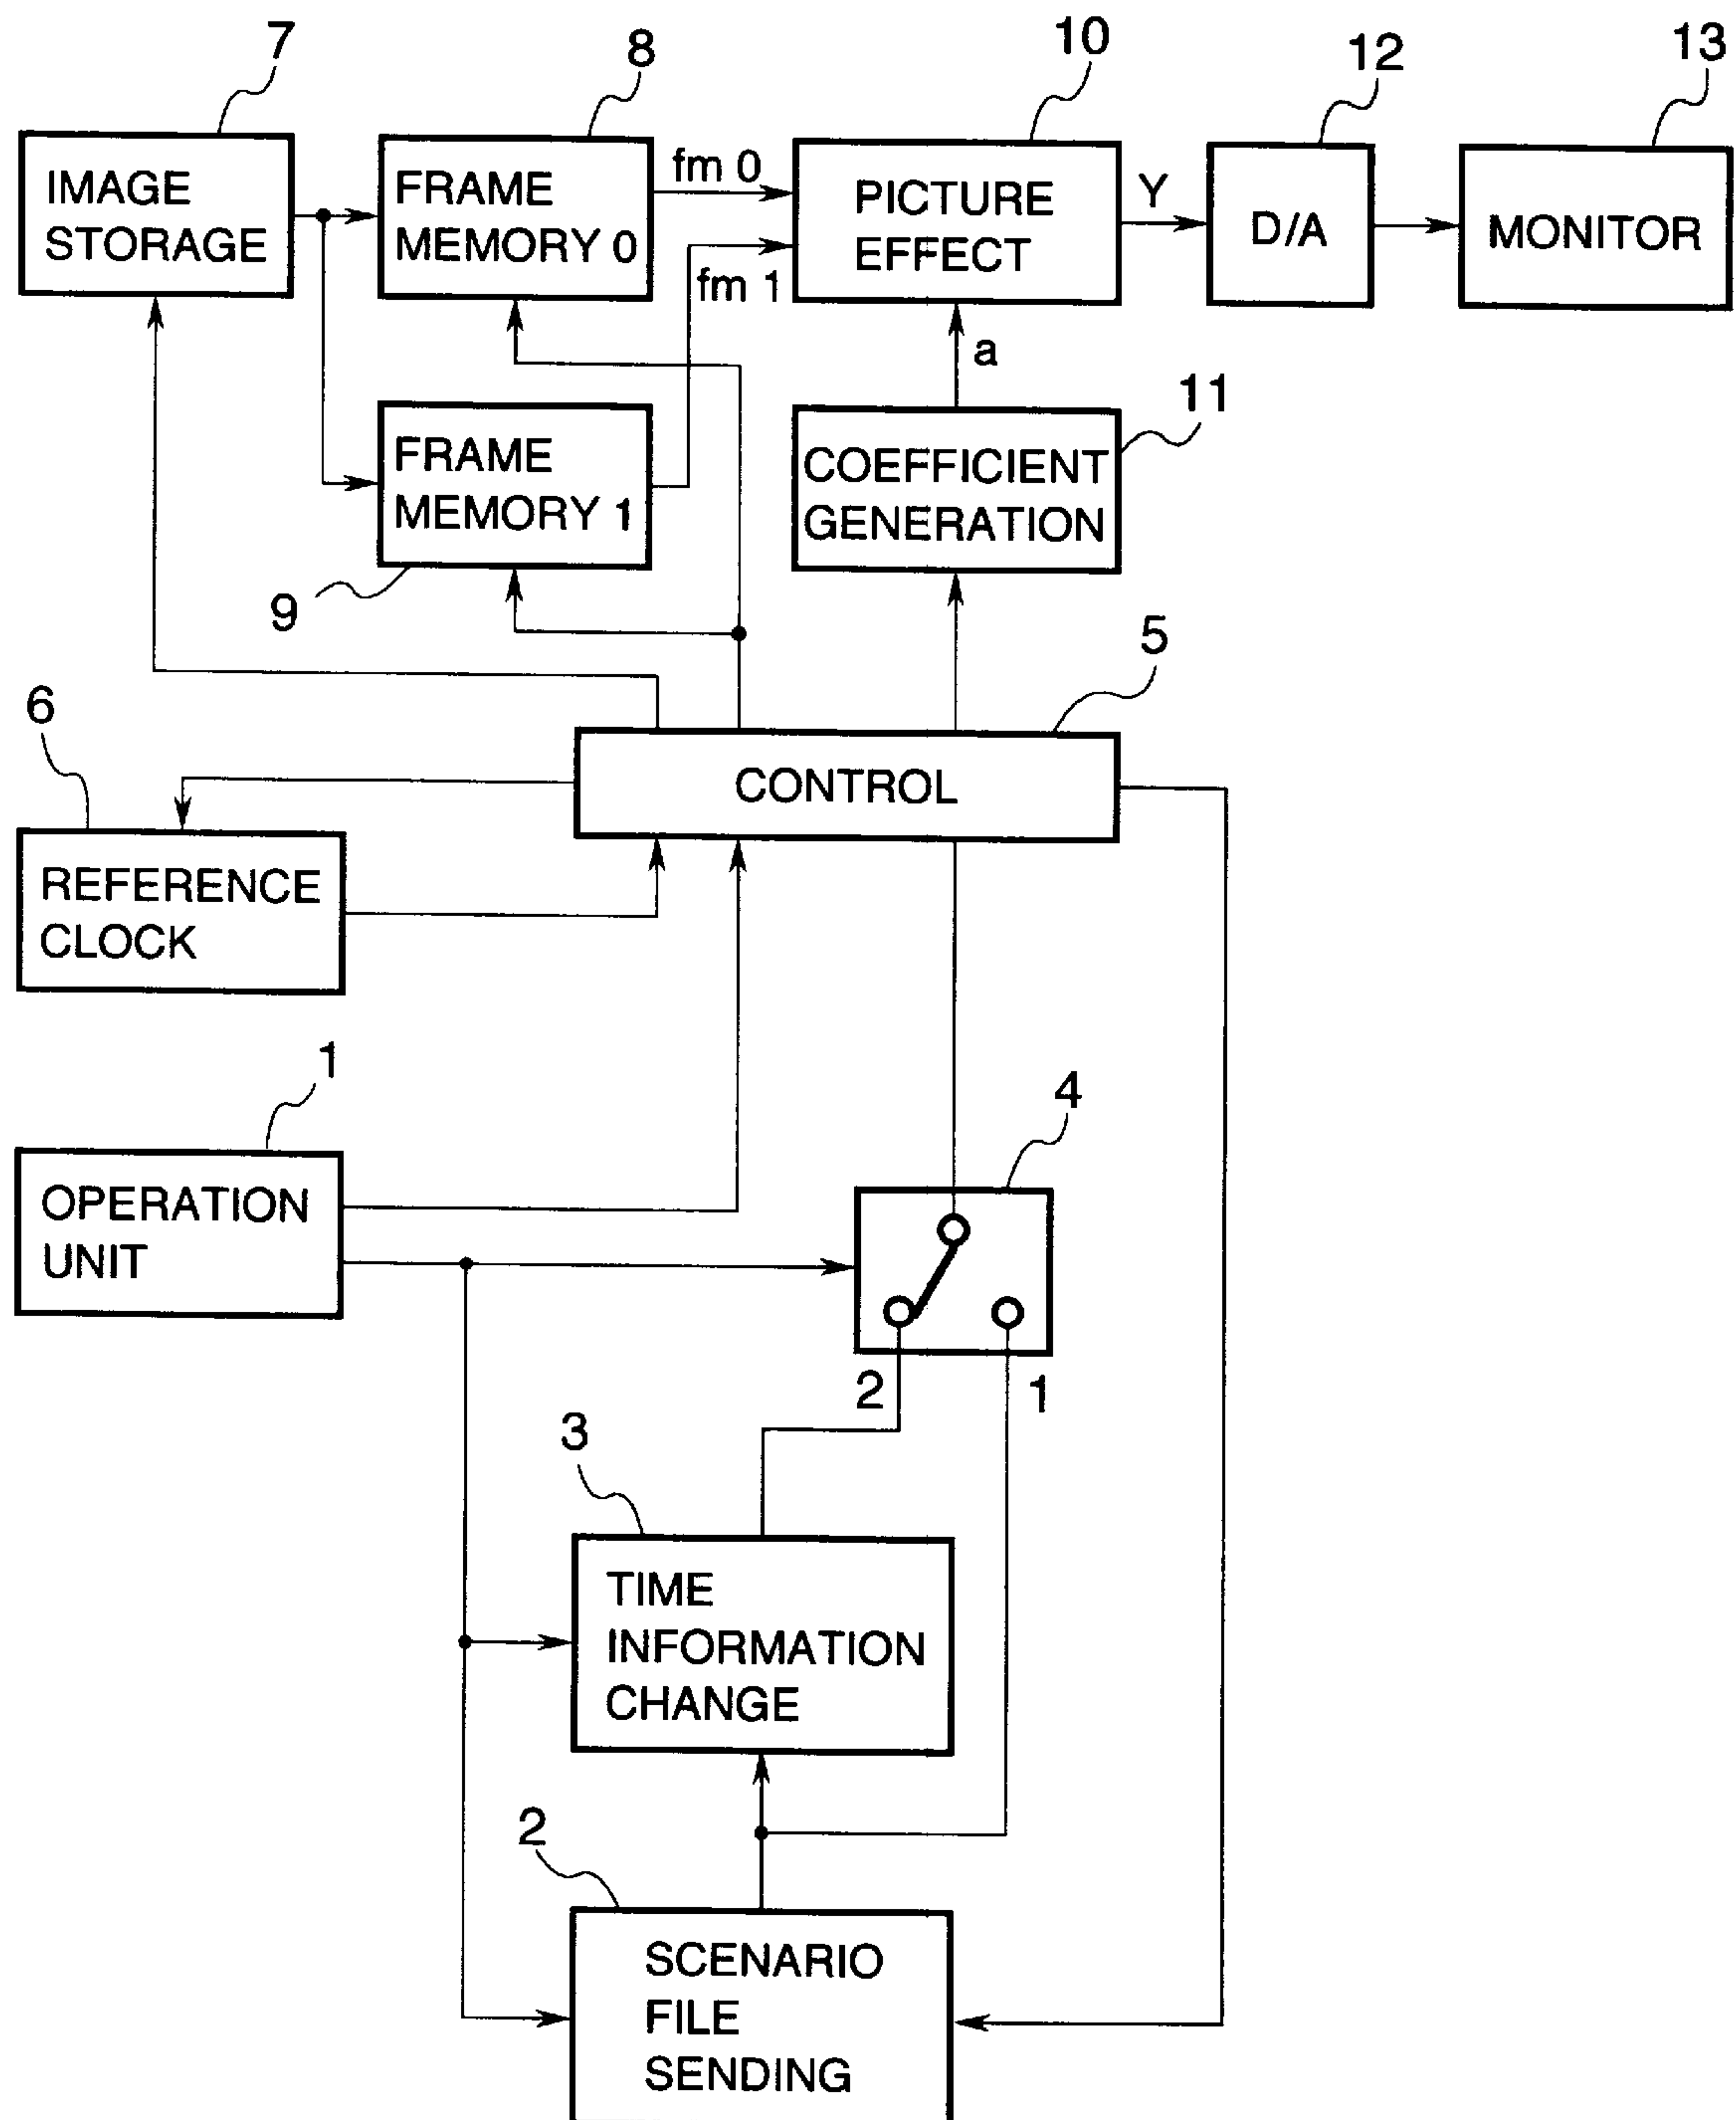 7
8
10
12
13
IMAGE
STORAGE
FRAME
MEMORY 0
fm 0
fm 1
PICTURE
EFFECT
Y
D/A
MONITOR
a
11
FRAME
MEMORY 1
COEFFICIENT
GENERATION
9
5
6
CONTROL
REFERENCE
CLOCK
1
4
OPERATION
UNIT
2
1
3
TIME
INFORMATION
CHANGE
2
SCENARIO
FILE
SENDING